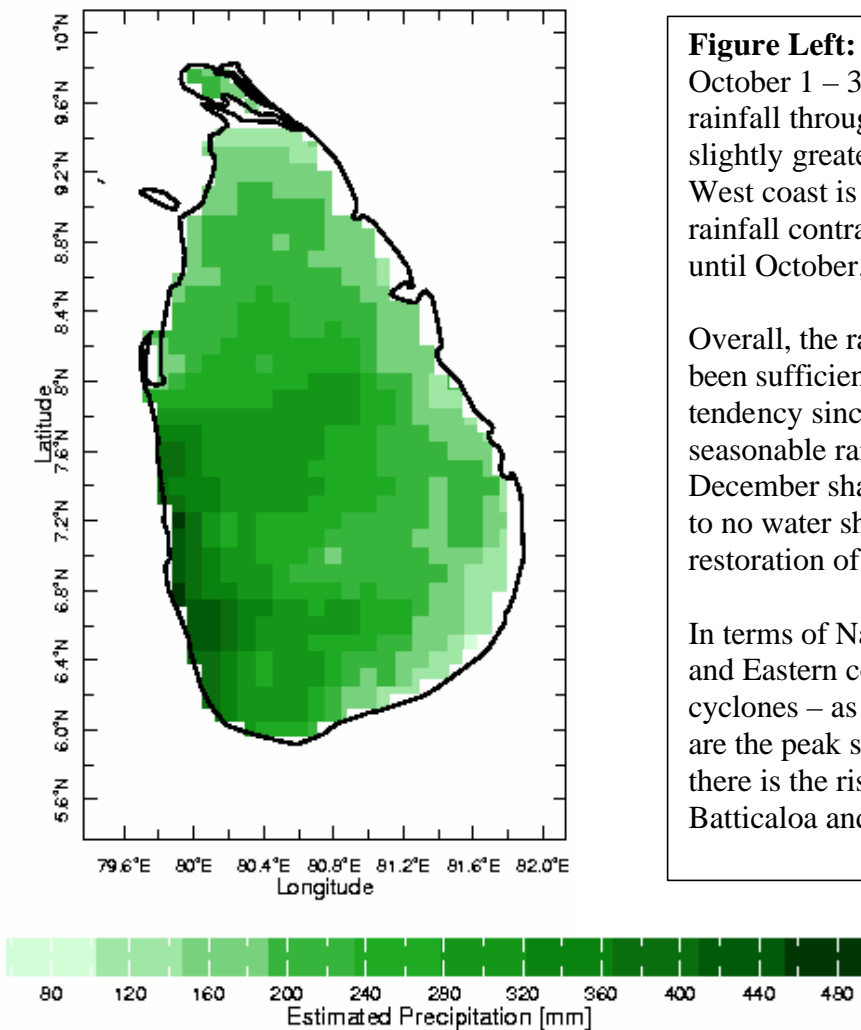 10°N
9.6°N
9.2°N
8.8°N
8.4°N
8°N
7.6°N
7.2°N
6.8°N
6.4°N
6.0°N
5.6°N
Latitude
79.6°E 80°E 80.4°E 80.8°E 81.2°E 81.6°E 82.0°E
Longitude
80 120 160 200 240 280 320 360 400 440 480
Estimated Precipitation [mm]
Figure Left:
October 1 – 3
rainfall throug
slightly greate
West coast is
rainfall contra
until October.
Overall, the ra
been sufficien
tendency sinc
seasonable rai
December sha
to no water sh
restoration of
In terms of Na
and Eastern co
cyclones – as
are the peak s
there is the ris
Batticaloa and